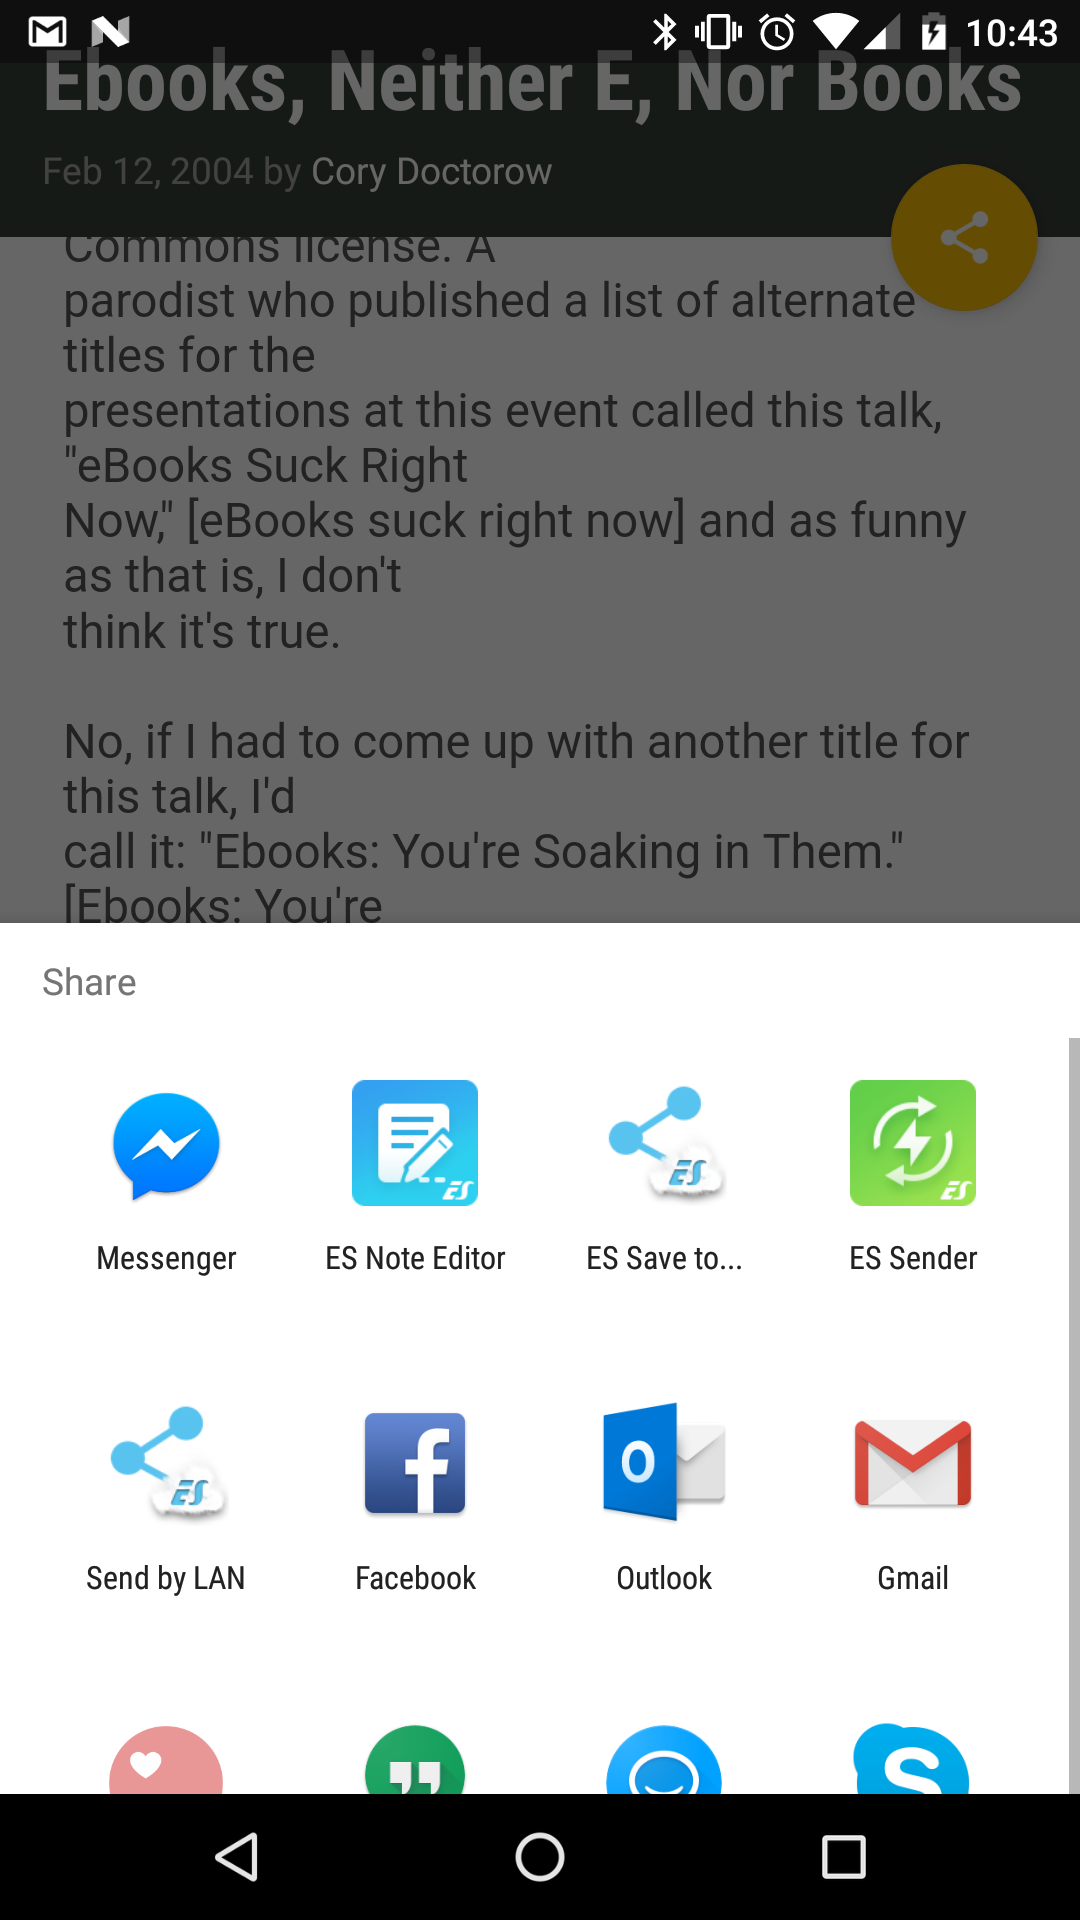 10:43
Ebooks, Neither E, Nor Books
Feb 12, 2004 by Cory Doctorow
Commons license. A
parodist who published a list of alternate
titles for the
presentations at this event called this talk,
"eBooks Suck Right
Now," [eBooks suck right now] and as funny
as that is, I don't
think it's true.
No, if I had to come up with another title for
this talk, I'd
call it: "Ebooks: You're Soaking in Them."
[Ebooks: You're
Share
ES
ES
ES
Messenger
ES Note Editor
ES Save to...
ES Sender
ES
Send by LAN
Facebook
Outlook
Gmail